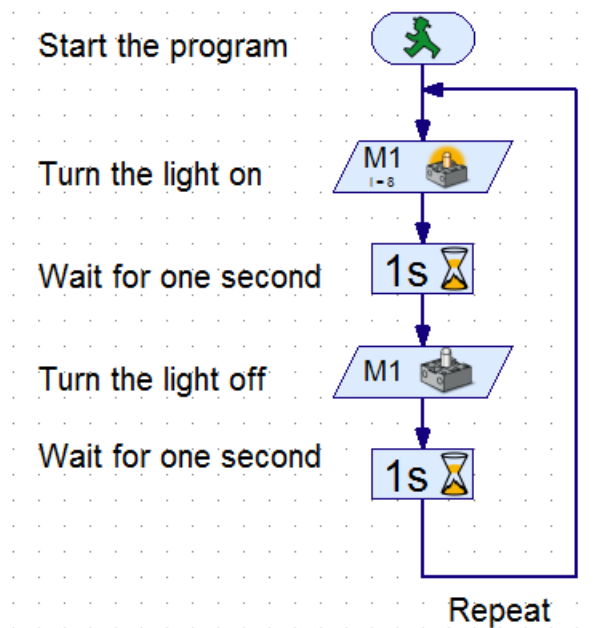 Start the program
Turn the light on
M1
I = 8
Wait for one second
1s
Turn the light off
M1
Wait for one second
1s
Repeat